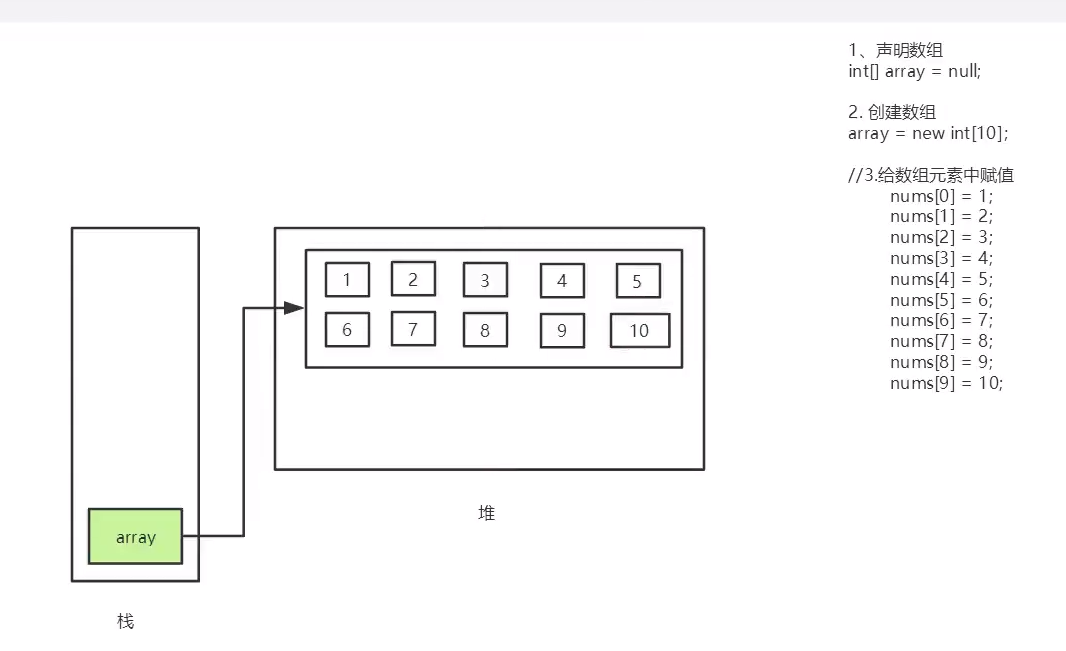 1、声明数组
int[] array = null;
2. 创建数组
array = new int[10];
//3.给数组元素中赋值
nums[0] = 1;
nums[1] = 2;
nums[2] = 3;
nums[3] = 4;
nums[4] = 5;
nums[5] = 6;
nums[6] = 7;
nums[7] = 8;
nums[8] = 9;
nums[9] = 10;
1 2 3 4 5
6 7 8 9 10
堆
array
栈